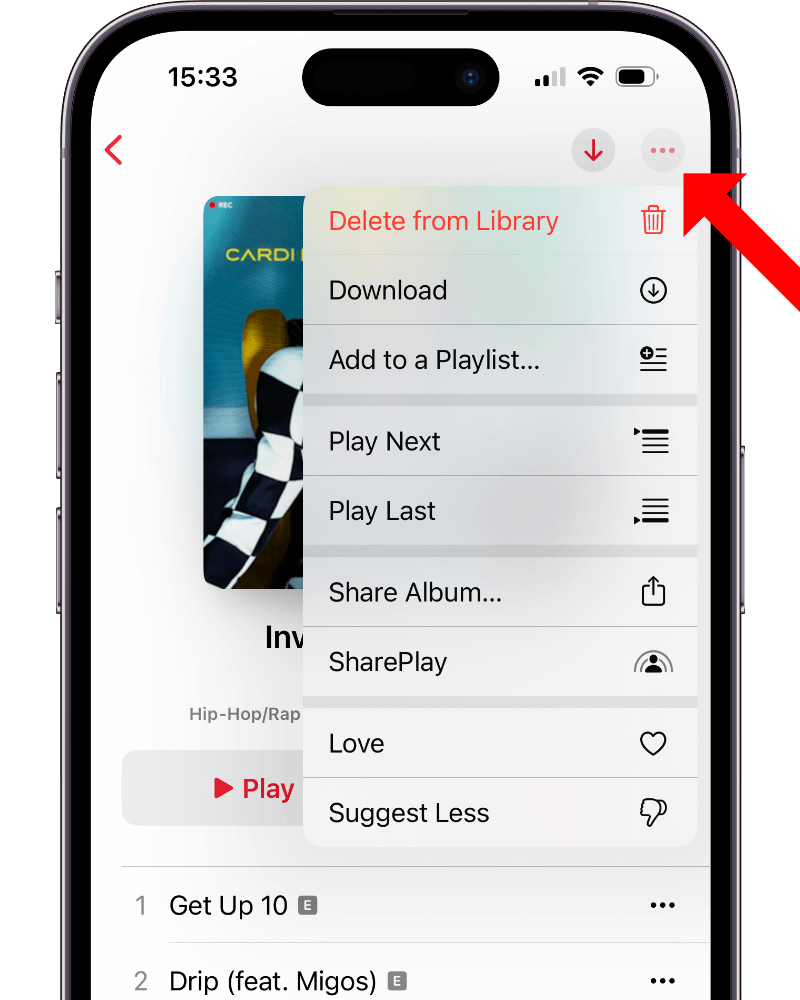 15:33
REC
CARDI
Delete from Library
Download
Add to a Playlist...
Play Next
Play Last
Share Album...
SharePlay
Love
Suggest Less
Inv
Hip-Hop/Rap
Play
1 Get Up 10 E
2 Drip (feat. Migos) E